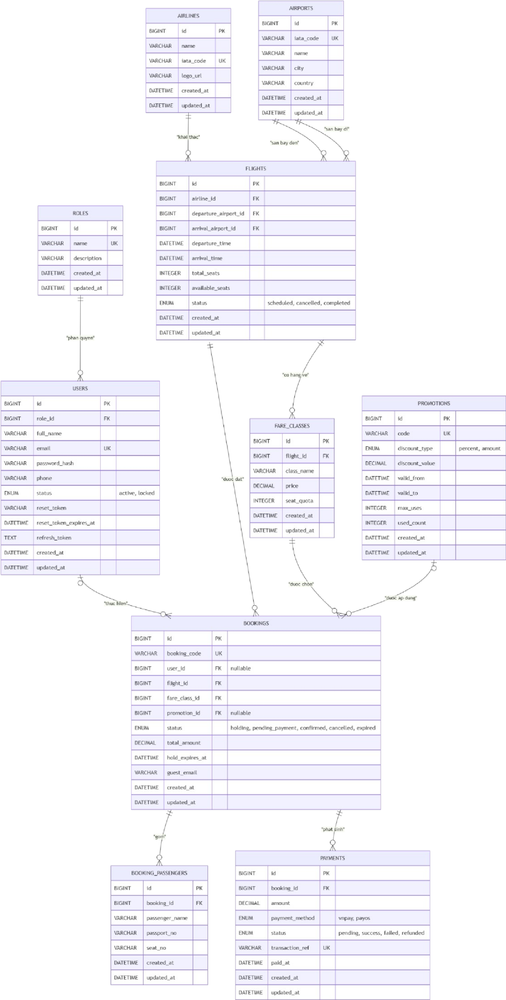 AIRLINES
BIGINT id PK
VARCHAR name
VARCHAR iata_code UK
VARCHAR logo_url
DATETIME created_at
DATETIME updated_at
AIRPORTS
BIGINT id PK
VARCHAR iata_code UK
VARCHAR name
VARCHAR city
VARCHAR country
DATETIME created_at
DATETIME updated_at
"khai thac"
"san bay den"
"san bay di"
FLIGHTS
BIGINT id PK
BIGINT airline_id FK
BIGINT departure_airport_id FK
BIGINT arrival_airport_id FK
DATETIME departure_time
DATETIME arrival_time
INTEGER total_seats
INTEGER available_seats
ENUM status scheduled, cancelled, completed
DATETIME created_at
DATETIME updated_at
ROLES
BIGINT id PK
VARCHAR name UK
VARCHAR description
DATETIME created_at
DATETIME updated_at
"phan quyen"
"co hang ve"
USERS
BIGINT id PK
BIGINT role_id FK
VARCHAR full_name
VARCHAR email UK
VARCHAR password_hash
VARCHAR phone
ENUM status active, locked
VARCHAR reset_token
DATETIME reset_token_expires_at
TEXT refresh_token
DATETIME created_at
DATETIME updated_at
"duoc dat"
FARE_CLASSES
BIGINT id PK
BIGINT flight_id FK
VARCHAR class_name
DECIMAL price
INTEGER seat_quota
DATETIME created_at
DATETIME updated_at
PROMOTIONS
BIGINT id PK
VARCHAR code UK
ENUM discount_type percent, amount
DECIMAL discount_value
DATETIME valid_from
DATETIME valid_to
INTEGER max_uses
INTEGER used_count
DATETIME created_at
DATETIME updated_at
"thuc hien"
"duoc chon"
"duoc ap dung"
BOOKINGS
BIGINT id PK
VARCHAR booking_code UK
BIGINT user_id FK nullable
BIGINT flight_id FK
BIGINT fare_class_id FK
BIGINT promotion_id FK nullable
ENUM status holding, pending_payment, confirmed, cancelled, expired
DECIMAL total_amount
DATETIME hold_expires_at
VARCHAR guest_email
DATETIME created_at
DATETIME updated_at
"gom"
"phat sinh"
BOOKING_PASSENGERS
BIGINT id PK
BIGINT booking_id FK
VARCHAR passenger_name
VARCHAR passport_no
VARCHAR seat_no
DATETIME created_at
DATETIME updated_at
PAYMENTS
BIGINT id PK
BIGINT booking_id FK
DECIMAL amount
ENUM payment_method vnpay, payos
ENUM status pending, success, failed, refunded
VARCHAR transaction_ref UK
DATETIME paid_at
DATETIME created_at
DATETIME updated_at